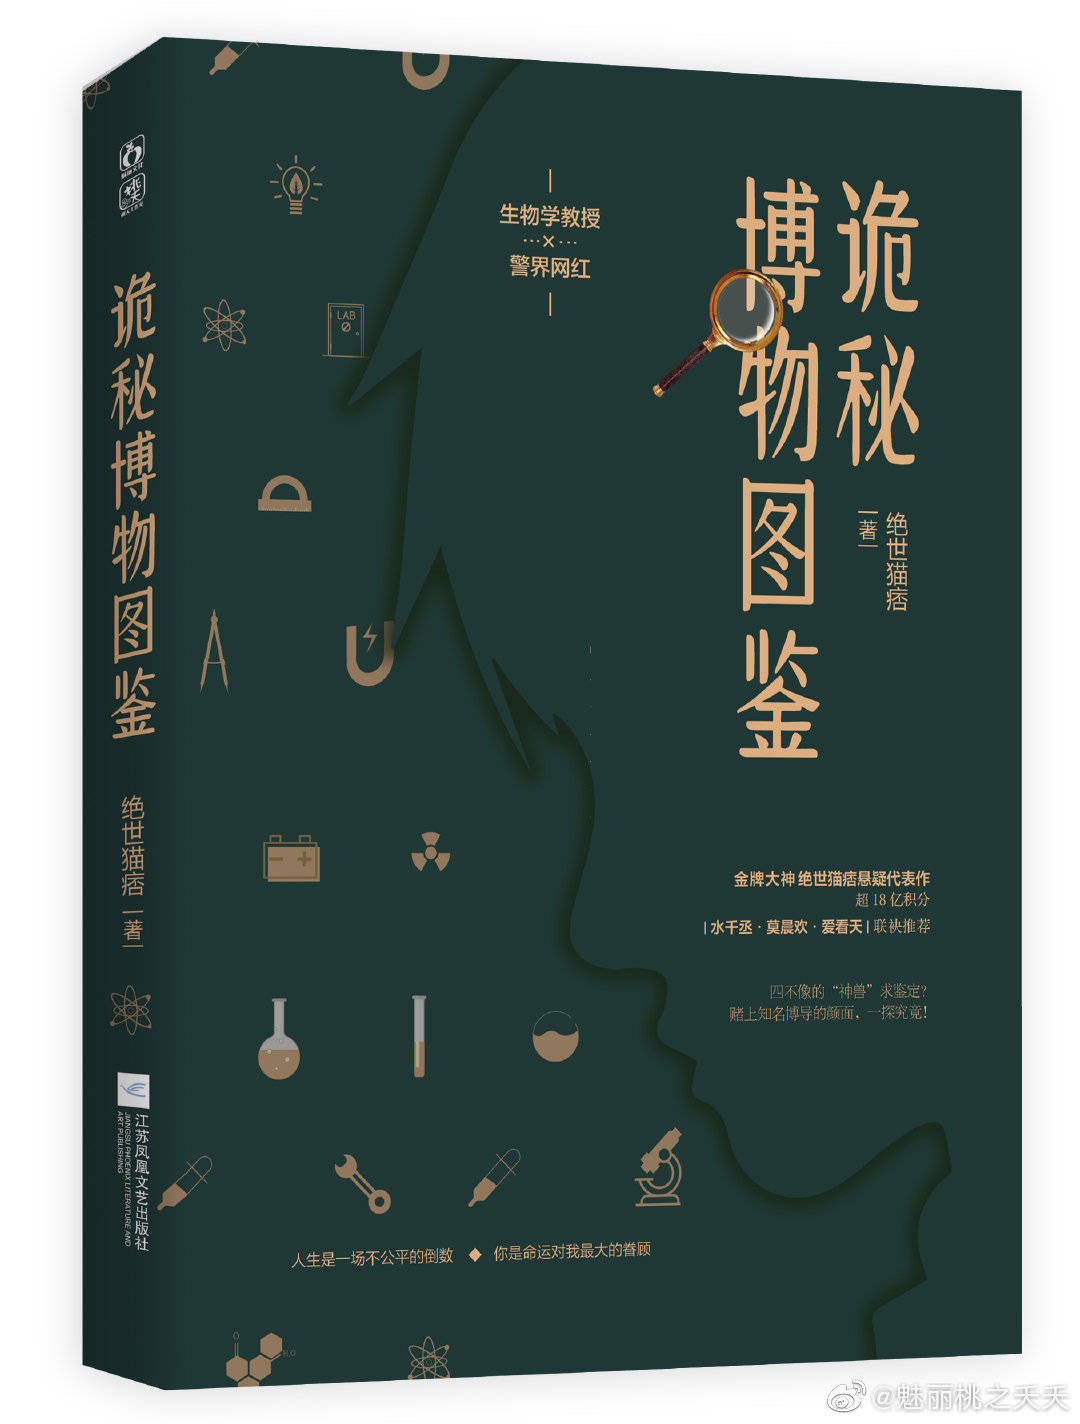 诡秘
博物图鉴
绝世猫痞
著
生物学教授
×
警界网红
LAB
金牌大神 绝世猫痞悬疑代表作
超18亿积分
|水千丞·莫晨欢·爱看天|联袂推荐
四不像的“神兽”求鉴定?
赌上知名博导的颜面，一探究竟!
人生是一场不公平的倒数 ◆ 你是命运对我最大的眷顾
O
H₂O
诡秘博物图鉴
绝世猫痞
著
江苏凤凰文艺出版社
JIANGSU PHOENIX LITERATURE AND
ART PUBLISHING
@魅丽桃之夭夭